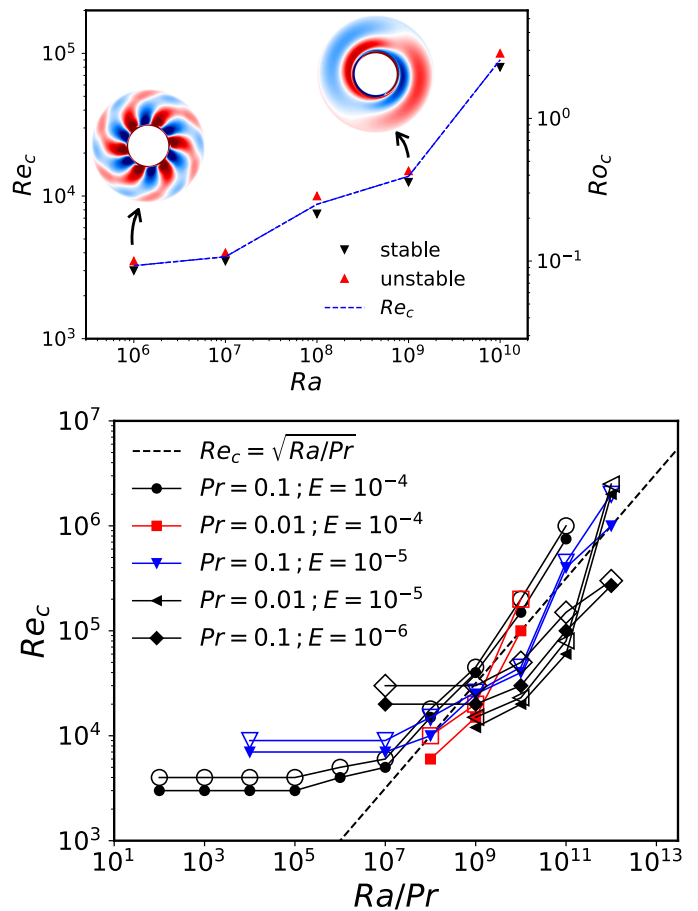 10^5
10^4
10^3
Re_c
10^0
10^{-1}
Ro_c
stable
unstable
Re_c
10^6 10^7 10^8 10^9 10^{10}
Ra
10^7
10^6
10^5
10^4
10^3
Re_c
Re_c = \sqrt{Ra/Pr}
Pr = 0.1 ; E = 10^{-4}
Pr = 0.01 ; E = 10^{-4}
Pr = 0.1 ; E = 10^{-5}
Pr = 0.01 ; E = 10^{-5}
Pr = 0.1 ; E = 10^{-6}
10^1 10^3 10^5 10^7 10^9 10^{11} 10^{13}
Ra/Pr